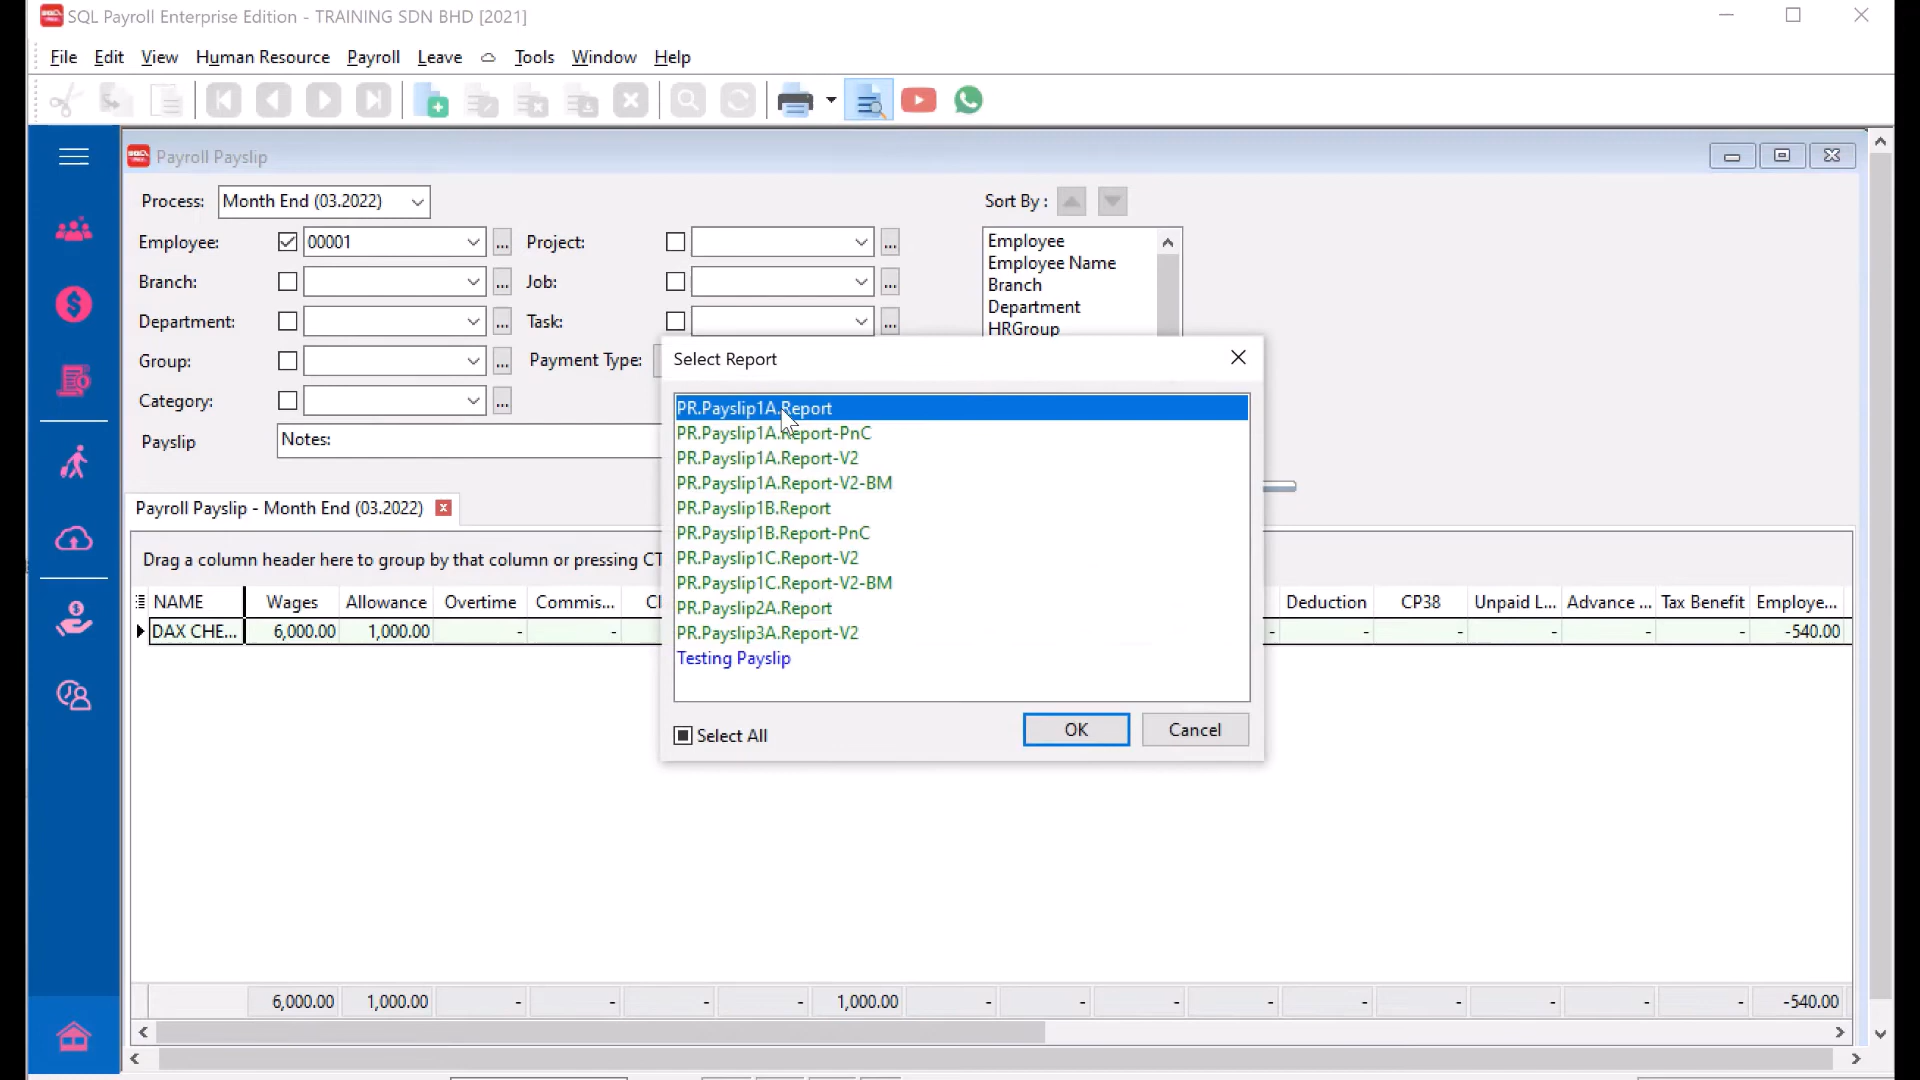 SQL Payroll Enterprise Edition - TRAINING SDN BHD [2021]
File Edit View Human Resource Payroll Leave Tools Window Help
Payroll Payslip
Process: Month End (03.2022) Sort By :
Employee: 00001 ... Project: ... Employee
Employee Name
Branch: ... Job: ... Branch
Department: ... Task: ... Department
HRGroup
Group: ... Payment Type:
Category: ...
Payslip Notes:
Select Report
PR.Payslip1A.Report
PR.Payslip1A.Report-PnC
PR.Payslip1A.Report-V2
PR.Payslip1A.Report-V2-BM
PR.Payslip1B.Report
PR.Payslip1B.Report-PnC
PR.Payslip1C.Report-V2
PR.Payslip1C.Report-V2-BM
PR.Payslip2A.Report
PR.Payslip3A.Report-V2
Testing Payslip
Select All OK Cancel
Payroll Payslip - Month End (03.2022)
Drag a column header here to group by that column or pressing CT
NAME Wages Allowance Overtime Commis... Cl Deduction CP38 Unpaid L... Advance ... Tax Benefit Employe...
DAX CHE... 6,000.00 1,000.00 - - - - - - - - -540.00
6,000.00 1,000.00 - - - - 1,000.00 - - - - - - - - - -540.00